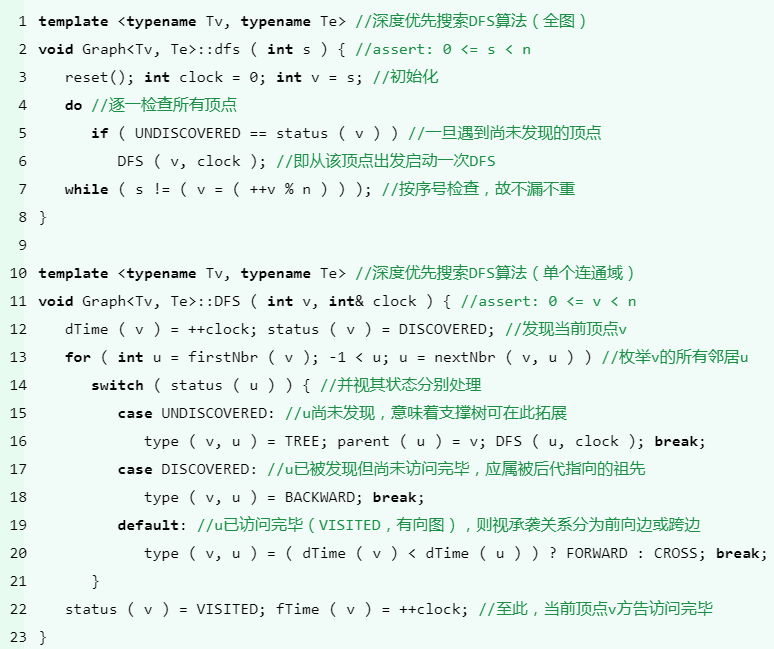 1 template <typename Tv, typename Te> //深度优先搜索DFS算法（全图）
2 void Graph<Tv, Te>::dfs ( int s ) { //assert: 0 <= s < n
3    reset(); int clock = 0; int v = s; //初始化
4    do //逐一检查所有顶点
5       if ( UNDISCOVERED == status ( v ) ) //一旦遇到尚未发现的顶点
6          DFS ( v, clock ); //即从该顶点出发启动一次DFS
7    while ( s != ( v = ( ++v % n ) ) ); //按序号检查，故不漏不重
8 }
9
10 template <typename Tv, typename Te> //深度优先搜索DFS算法（单个连通域）
11 void Graph<Tv, Te>::DFS ( int v, int& clock ) { //assert: 0 <= v < n
12    dTime ( v ) = ++clock; status ( v ) = DISCOVERED; //发现当前顶点v
13    for ( int u = firstNbr ( v ); -1 < u; u = nextNbr ( v, u ) ) //枚举v的所有邻居u
14       switch ( status ( u ) ) { //并视其状态分别处理
15          case UNDISCOVERED: //u尚未发现，意味着支撑树可在此拓展
16             type ( v, u ) = TREE; parent ( u ) = v; DFS ( u, clock ); break;
17          case DISCOVERED: //u已被发现但尚未访问完毕，应属被后代指向的祖先
18             type ( v, u ) = BACKWARD; break;
19          default: //u已访问完毕（VISITED，有向图），则视承袭关系分为前向边或跨边
20             type ( v, u ) = ( dTime ( v ) < dTime ( u ) ) ? FORWARD : CROSS; break;
21       }
22    status ( v ) = VISITED; fTime ( v ) = ++clock; //至此，当前顶点v方告访问完毕
23 }